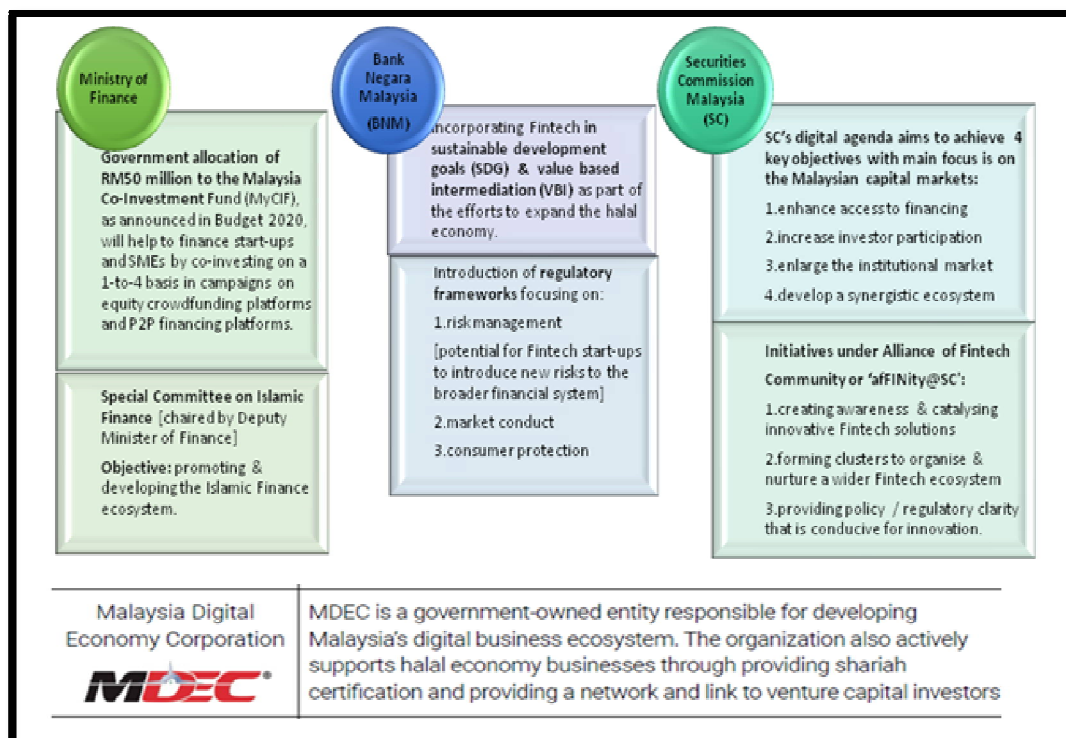 Ministry of
Finance
Government allocation of
RM50 million to the Malaysia
Co-Investment Fund (MyCIF),
as announced in Budget 2020,
will help to finance start-ups
and SMEs by co-investing on a
1-to-4 basis in campaigns on
equity crowdfunding platforms
and P2P financing platforms.
Special Committee on Islamic
Finance [chaired by Deputy
Minister of Finance]
Objective: promoting &
developing the Islamic Finance
ecosystem.
Bank
Negara
Malaysia
(BNM)
Incorporating Fintech in
sustainable development
goals (SDG) & value based
intermediation (VBI) as part of
the efforts to expand the halal
economy.
Introduction of regulatory
frameworks focusing on:
1.risk management
[potential for Fintech start-ups
to introduce new risks to the
broader financial system]
2.market conduct
3.consumer protection
Securities
Commission
Malaysia
(SC)
SC's digital agenda aims to achieve 4
key objectives with main focus is on
the Malaysian capital markets:
1.enhance access to financing
2.increase investor participation
3.enlarge the institutional market
4.develop a synergistic ecosystem
Initiatives under Alliance of Fintech
Community or 'afFINity@SC':
1.creating awareness & catalysing
innovative Fintech solutions
2.forming clusters to organise &
nurture a wider Fintech ecosystem
3.providing policy / regulatory clarity
that is conducive for innovation.
Malaysia Digital
Economy Corporation
MDEC®
MDEC is a government-owned entity responsible for developing
Malaysia's digital business ecosystem. The organization also actively
supports halal economy businesses through providing shariah
certification and providing a network and link to venture capital investors